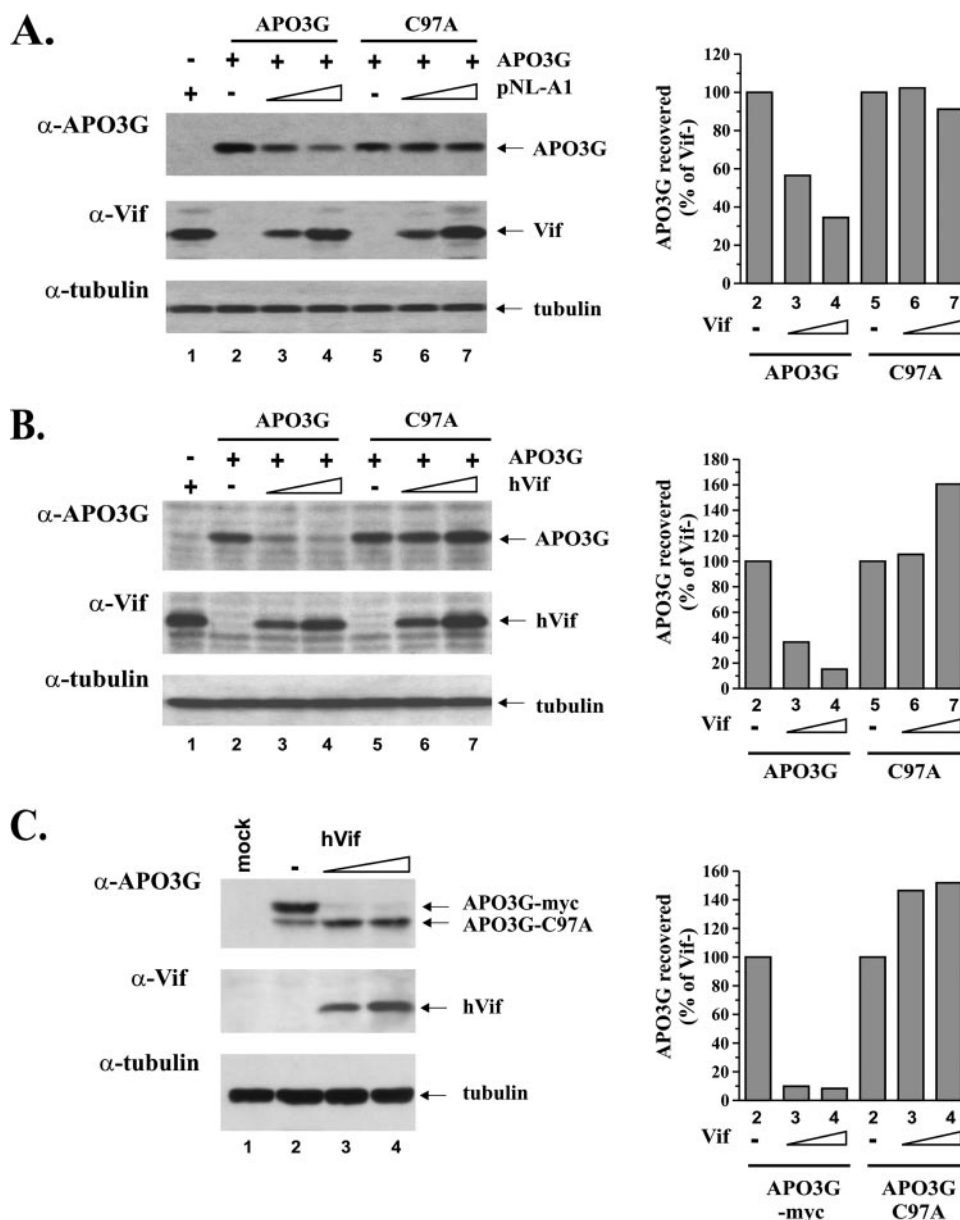 A.
APO3G C97A
- + + + + + + APO3G
+ - - pNL-A1
α-APO3G
APO3G
α-Vif
Vif
α-tubulin
tubulin
1 2 3 4 5 6 7
APO3G recovered
(% of Vif-)
120
100
80
60
40
20
0
2 3 4 5 6 7
Vif - -
APO3G C97A
B.
APO3G C97A
- + + + + + + APO3G
+ - - hVif
α-APO3G
APO3G
α-Vif
hVif
α-tubulin
tubulin
1 2 3 4 5 6 7
APO3G recovered
(% of Vif-)
180
160
140
120
100
80
60
40
20
0
2 3 4 5 6 7
Vif - -
APO3G C97A
C.
mock
hVif
-
α-APO3G
APO3G-myc
APO3G-C97A
α-Vif
hVif
α-tubulin
tubulin
1 2 3 4
APO3G recovered
(% of Vif-)
160
140
120
100
80
60
40
20
0
2 3 4 2 3 4
Vif - -
APO3G APO3G
-myc C97A